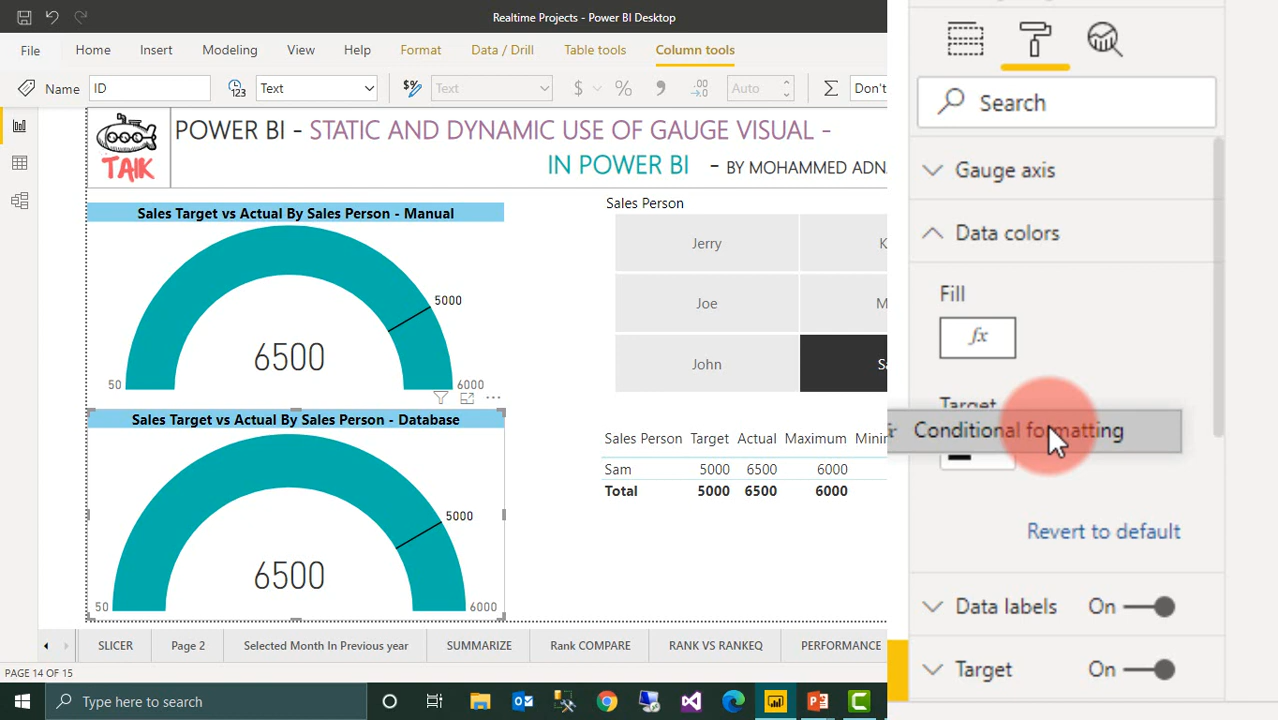 Realtime Projects - Power BI Desktop
File Home Insert Modeling View Help Format Data / Drill Table tools Column tools
Name ID 123 Text Text $ % Auto Don't
POWER BI - STATIC AND DYNAMIC USE OF GAUGE VISUAL -
IN POWER BI - BY MOHAMMED ADNA
TAIK
Sales Target vs Actual By Sales Person - Manual
5000
6500
50 6000
Sales Target vs Actual By Sales Person - Database
5000
6500
50 6000
Sales Person
Jerry K
Joe M
John Sa
Sales Person Target Actual Maximum Minim
Sam 5000 6500 6000
Total 5000 6500 6000
Search
Gauge axis
Data colors
Fill
fx
Target
Conditional formatting
Revert to default
Data labels On
Target On
SLICER Page 2 Selected Month In Previous year SUMMARIZE Rank COMPARE RANK VS RANKEQ PERFORMANCE
PAGE 14 OF 15
Type here to search